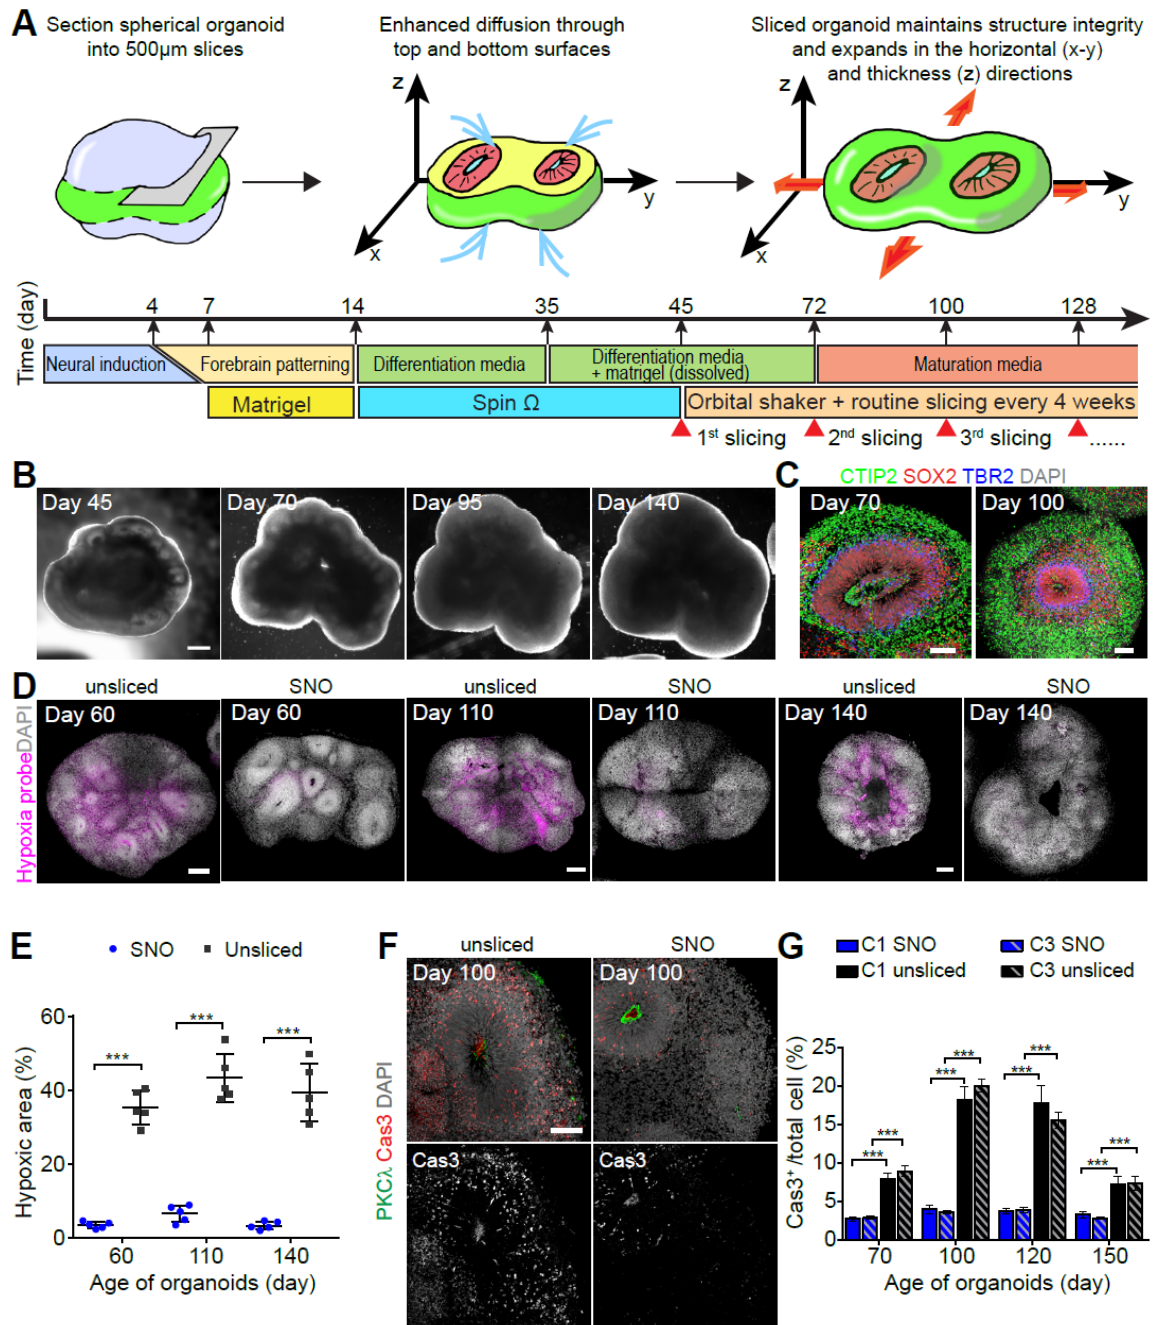 A
Section spherical organoid
into 500µm slices
Enhanced diffusion through
top and bottom surfaces
Sliced organoid maintains structure integrity
and expands in the horizontal (x-y)
and thickness (z) directions
z
y
x
z
y
x
Time (day)
4 7 14 35 45 72 100 128
Neural induction
Forebrain patterning
Differentiation media
Differentiation media
+ matrigel (dissolved)
Maturation media
Matrigel
Spin Ω
Orbital shaker + routine slicing every 4 weeks
1st slicing 2nd slicing 3rd slicing ......
B
Day 45 Day 70 Day 95 Day 140
C
CTIP2 SOX2 TBR2 DAPI
Day 70 Day 100
D
unsliced SNO unsliced SNO unsliced SNO
Hypoxia probeDAPI
Day 60 Day 60 Day 110 Day 110 Day 140 Day 140
E
SNO Unsliced
Hypoxic area (%)
60
40
20
0
*** *** ***
60 110 140
Age of organoids (day)
F
unsliced SNO
PKCλ Cas3 DAPI
Day 100 Day 100
Cas3 Cas3
G
C1 SNO C3 SNO
C1 unsliced C3 unsliced
Cas3+/total cell (%)
25
20
15
10
5
0
*** *** *** *** *** *** *** ***
70 100 120 150
Age of organoids (day)